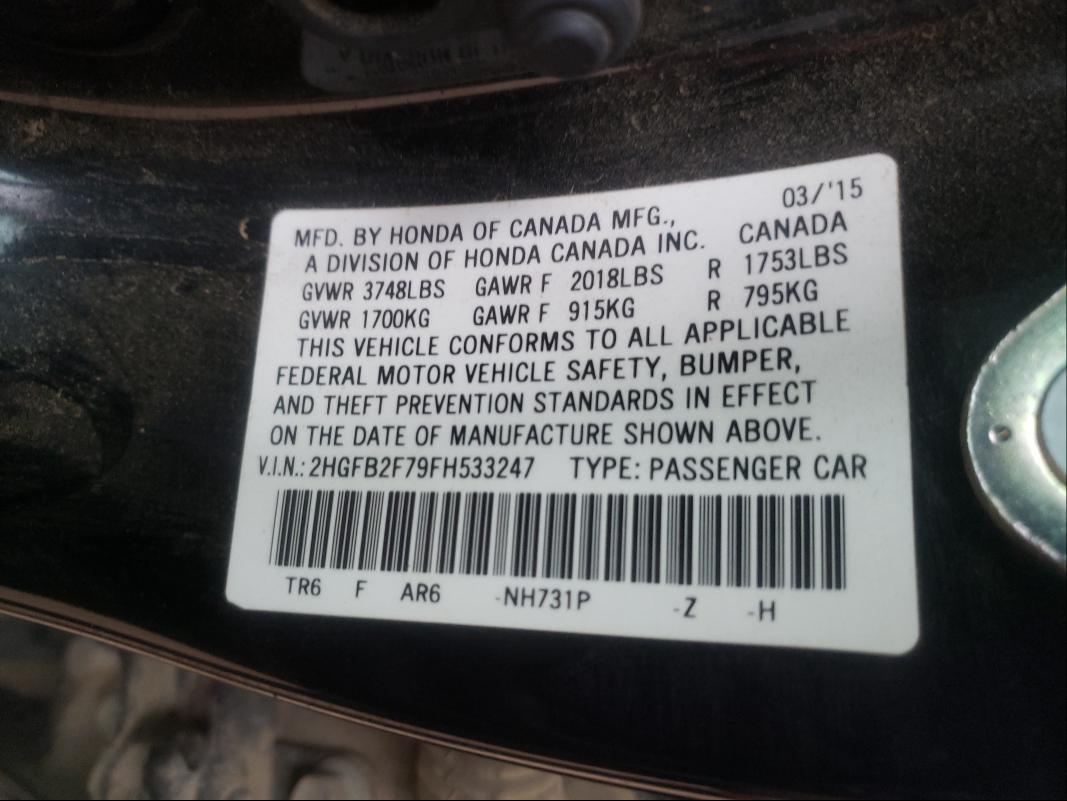 03/'15
MFD. BY HONDA OF CANADA MFG.,
A DIVISION OF HONDA CANADA INC. CANADA
GVWR 3748LBS GAWR F 2018LBS R 1753LBS
GVWR 1700KG GAWR F 915KG R 795KG
THIS VEHICLE CONFORMS TO ALL APPLICABLE
FEDERAL MOTOR VEHICLE SAFETY, BUMPER,
AND THEFT PREVENTION STANDARDS IN EFFECT
ON THE DATE OF MANUFACTURE SHOWN ABOVE.
V.I.N.: 2HGFB2F79FH533247 TYPE: PASSENGER CAR
TR6 F AR6 -NH731P -Z -H